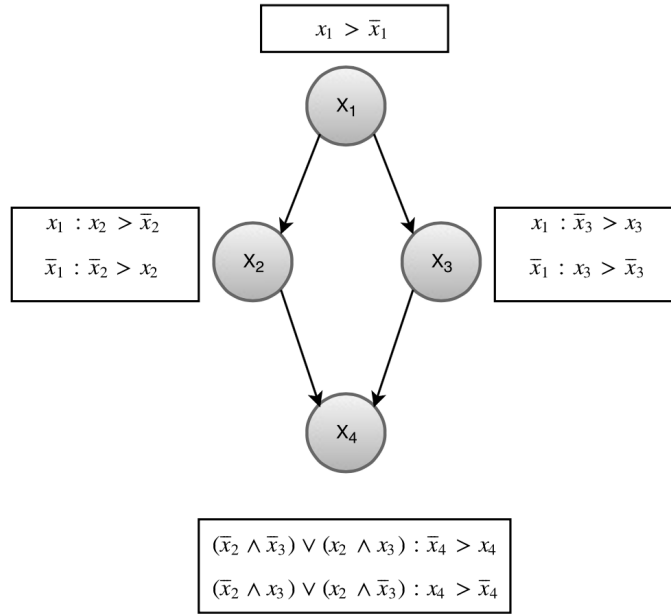 x₁ > x̄₁
X₁
x₁ : x₂ > x̄₂
x̄₁ : x̄₂ > x₂
X₂
X₃
x₁ : x̄₃ > x₃
x̄₁ : x₃ > x̄₃
X₄
(x̄₂ ∧ x̄₃) ∨ (x₂ ∧ x₃) : x̄₄ > x₄
(x̄₂ ∧ x₃) ∨ (x₂ ∧ x̄₃) : x₄ > x̄₄